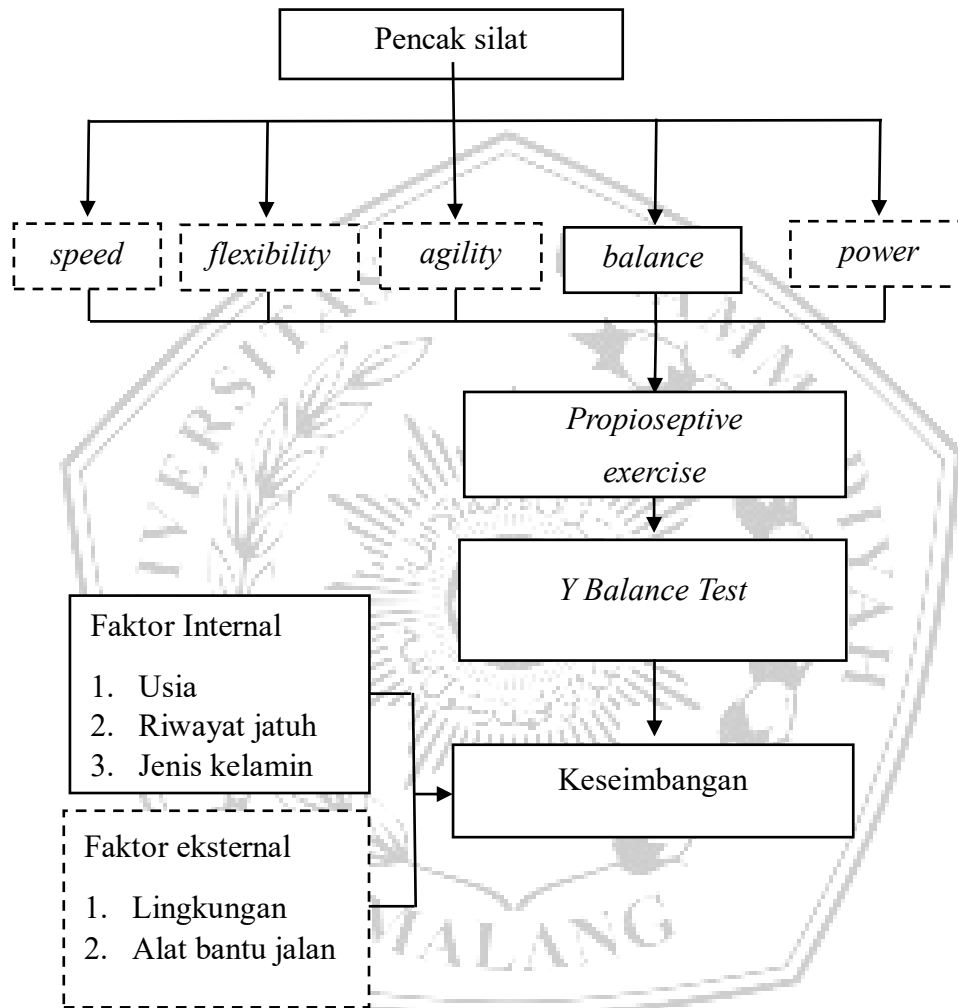 Pencak silat
speed
flexibility
agility
balance
power
Propioseptive
exercise
Y Balance Test
Faktor Internal
1. Usia
2. Riwayat jatuh
3. Jenis kelamin
Keseimbangan
Faktor eksternal
1. Lingkungan
2. Alat bantu jalan
MALANG